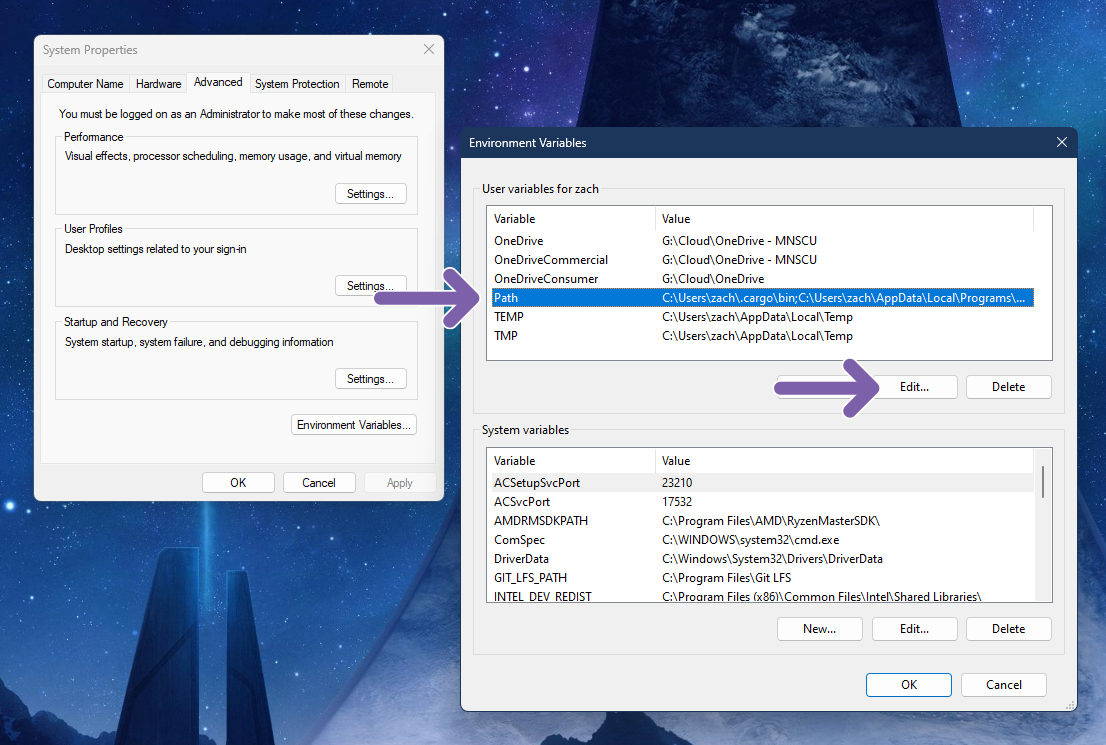 System Properties
Computer Name Hardware Advanced System Protection Remote
You must be logged on as an Administrator to make most of these changes.
Performance
Visual effects, processor scheduling, memory usage, and virtual memory
Settings...
User Profiles
Desktop settings related to your sign-in
Settings...
Startup and Recovery
System startup, system failure, and debugging information
Settings...
Environment Variables...
OK Cancel Apply
Environment Variables
User variables for zach
Variable Value
OneDrive G:\Cloud\OneDrive - MNSCU
OneDriveCommercial G:\Cloud\OneDrive - MNSCU
OneDriveConsumer G:\Cloud\OneDrive
Path C:\Users\zach\.cargo\bin;C:\Users\zach\AppData\Local\Programs\...
TEMP C:\Users\zach\AppData\Local\Temp
TMP C:\Users\zach\AppData\Local\Temp
Edit... Delete
System variables
Variable Value
ACSetupSvcPort 23210
ACSvcPort 17532
AMDRMSDKPATH C:\Program Files\AMD\RyzenMasterSDK\
ComSpec C:\WINDOWS\system32\cmd.exe
DriverData C:\Windows\System32\Drivers\DriverData
GIT_LFS_PATH C:\Program Files\Git LFS
INTEL_DEV_REDIST C:\Program Files (x86)\Common Files\Intel\Shared Libraries\
New... Edit... Delete
OK Cancel